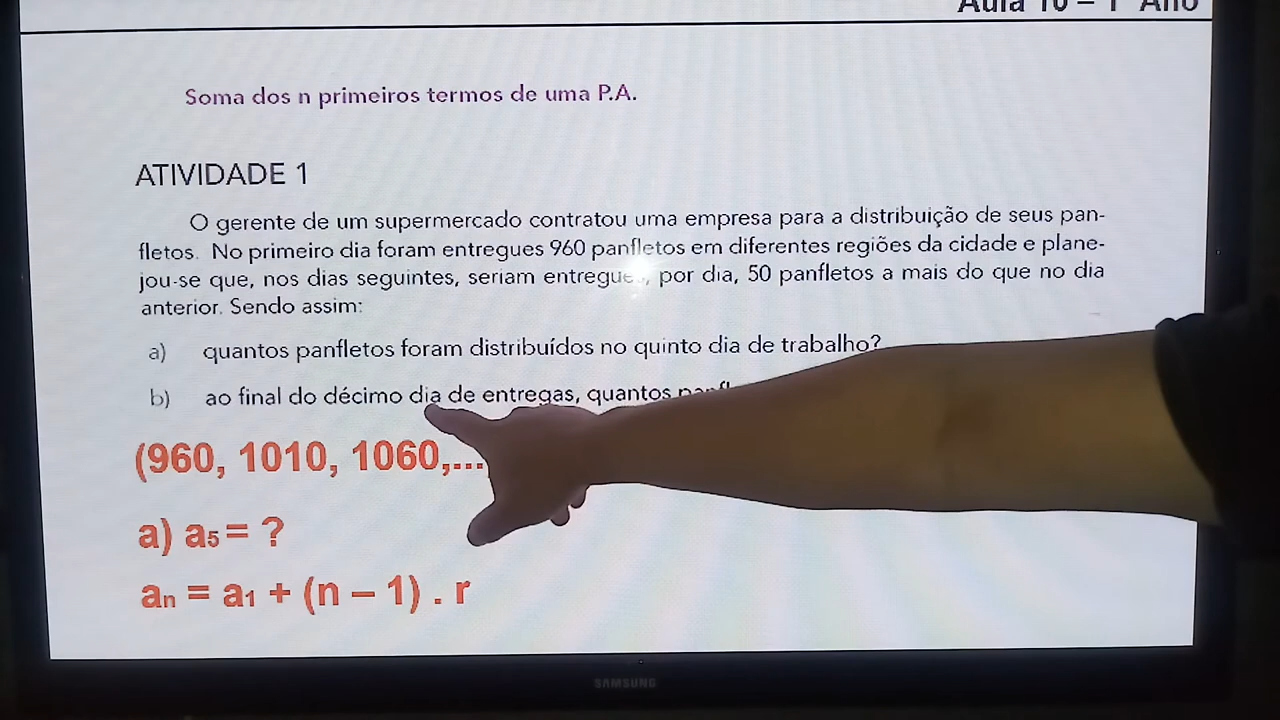 Aula 10 – 1º Ano
Soma dos n primeiros termos de uma P.A.
ATIVIDADE 1
O gerente de um supermercado contratou uma empresa para a distribuição de seus pan-
fletos. No primeiro dia foram entregues 960 panfletos em diferentes regiões da cidade e plane-
jou-se que, nos dias seguintes, seriam entregues, por dia, 50 panfletos a mais do que no dia
anterior. Sendo assim:
a) quantos panfletos foram distribuídos no quinto dia de trabalho?
b) ao final do décimo dia de entregas, quantos
(960, 1010, 1060,...
a) a5 = ?
an = a1 + (n – 1) . r
SAMSUNG